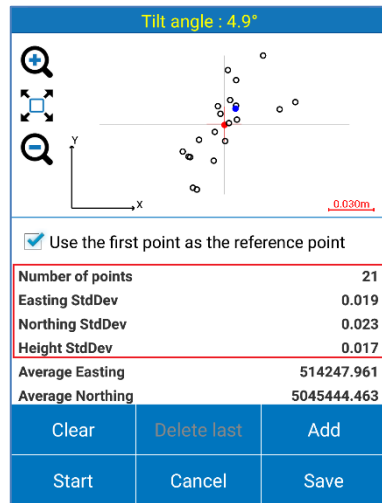 Tilt angle : 4.9°
Y
X
0.030m
Use the first point as the reference point
Number of points 21
Easting StdDev 0.019
Northing StdDev 0.023
Height StdDev 0.017
Average Easting 514247.961
Average Northing 5045444.463
Clear Delete last Add
Start Cancel Save